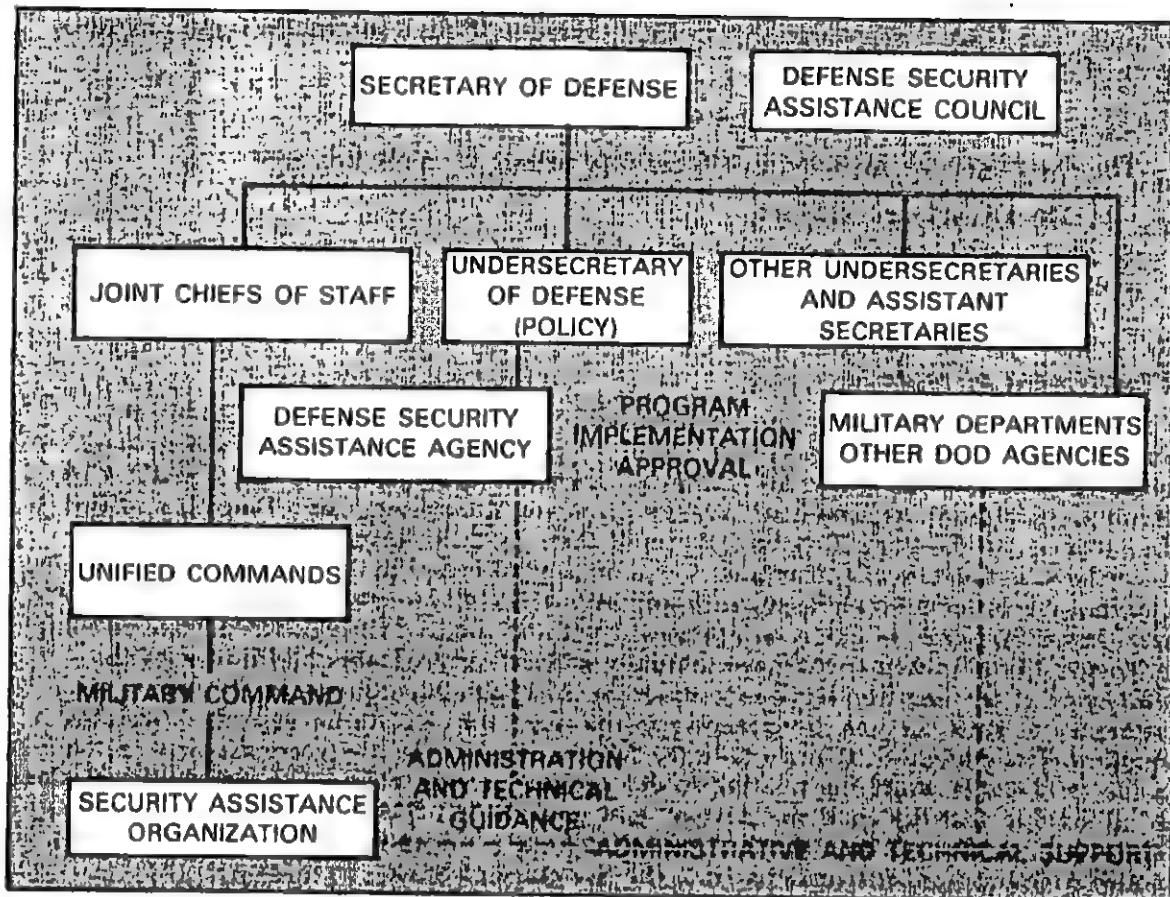 SECRETARY OF DEFENSE
DEFENSE SECURITY
ASSISTANCE COUNCIL
JOINT CHIEFS OF STAFF
UNDERSECRETARY
OF DEFENSE
(POLICY)
OTHER UNDERSECRETARIES
AND ASSISTANT
SECRETARIES
DEFENSE SECURITY
ASSISTANCE AGENCY
PROGRAM
IMPLEMENTATION
APPROVAL
MILITARY DEPARTMENTS
OTHER DOD AGENCIES
UNIFIED COMMANDS
MILITARY COMMAND
SECURITY ASSISTANCE
ORGANIZATION
ADMINISTRATION
AND TECHNICAL
GUIDANCE
ADMINISTRATIVE AND TECHNICAL SUPPORT